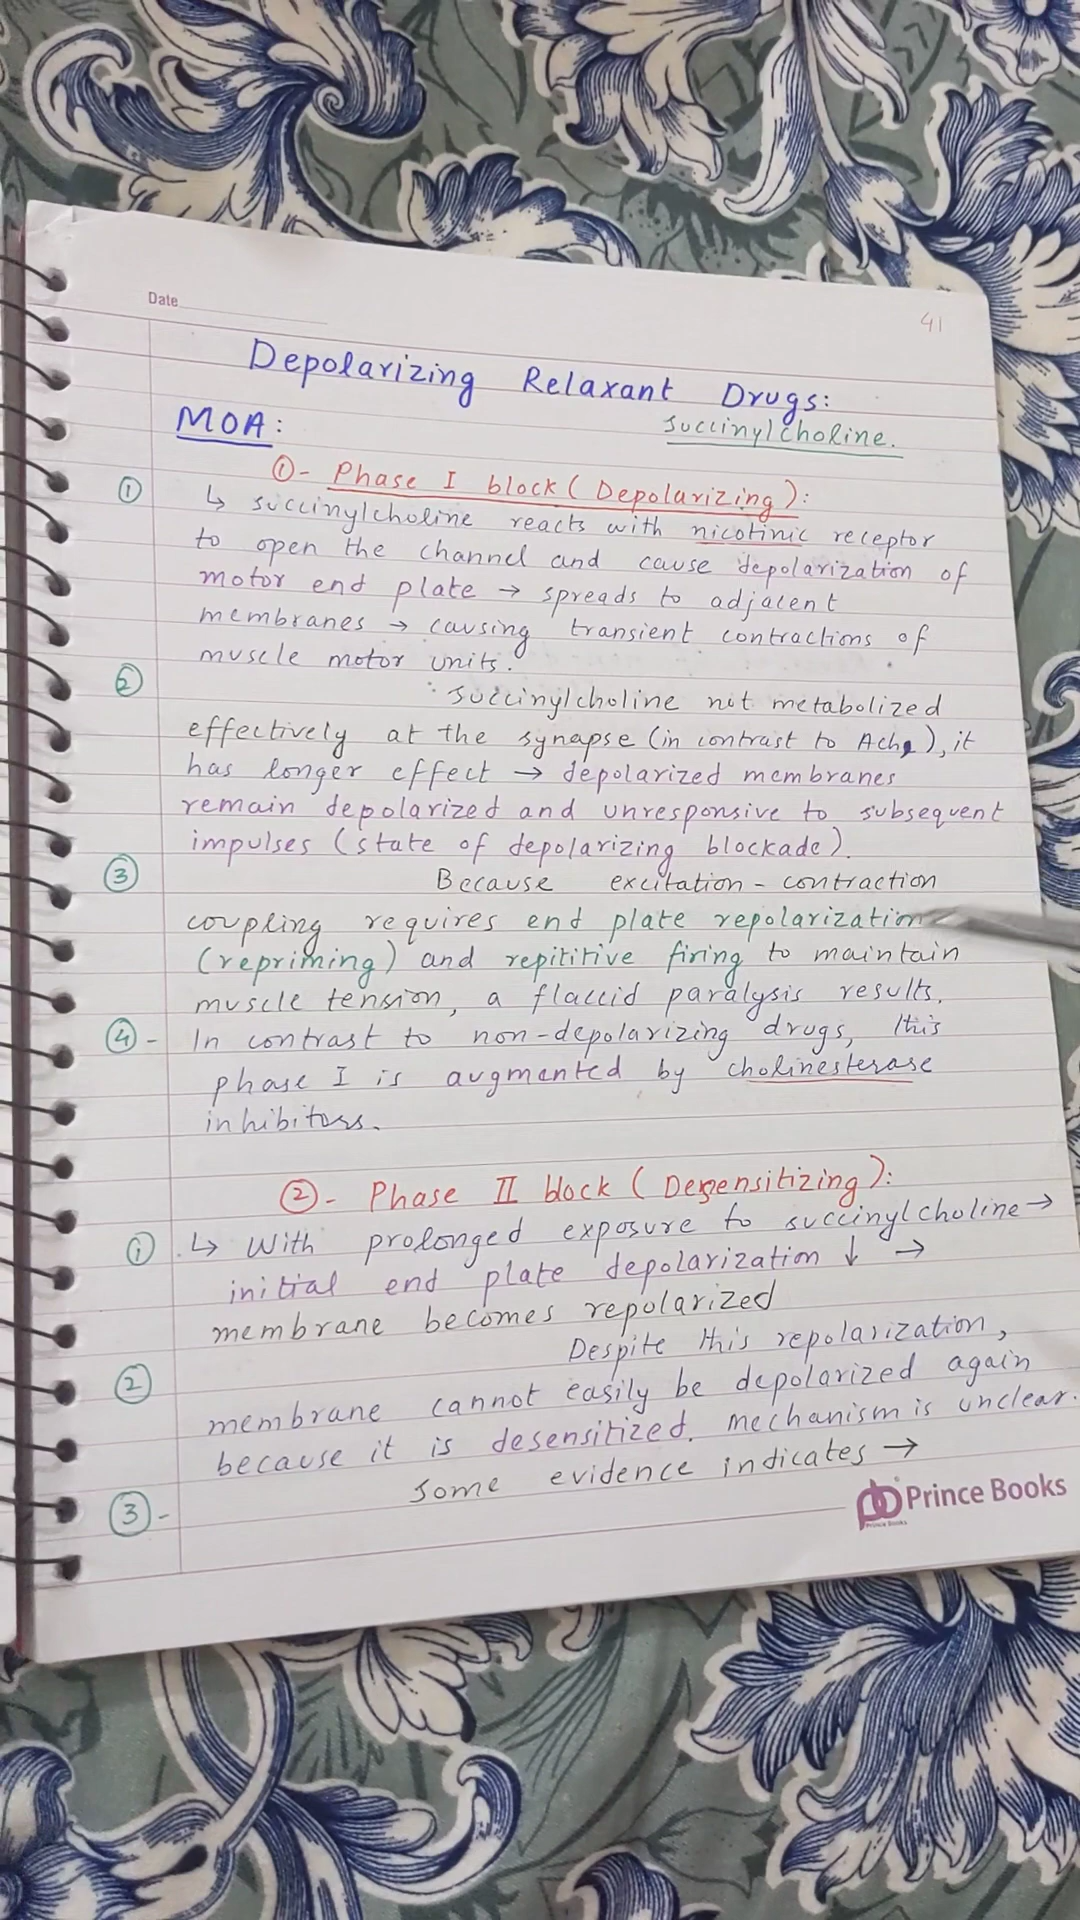 Date
41
Depolarizing Relaxant Drugs:
MOA:
succinylcholine.
①- Phase I block (Depolarizing):
① ↳ succinylcholine reacts with nicotinic receptor
to open the channel and cause depolarization of
motor end plate → spreads to adjacent
membranes → causing transient contractions of
muscle motor units.
② ∵ succinylcholine not metabolized
effectively at the synapse (in contrast to Ach), it
has longer effect → depolarized membranes
remain depolarized and unresponsive to subsequent
impulses (state of depolarizing blockade).
③ Because excitation - contraction
coupling requires end plate repolarization
(repriming) and repititive firing to maintain
muscle tension, a flaccid paralysis results.
④- In contrast to non-depolarizing drugs, this
phase I is augmented by cholinesterase
inhibitors.
②- Phase II block (Desensitizing):
① ↳ With prolonged exposure to succinylcholine →
initial end plate depolarization ↓ →
membrane becomes repolarized
② Despite this repolarization,
membrane cannot easily be depolarized again
because it is desensitized. mechanism is unclear.
③- some evidence indicates →
Prince Books
Prince Books